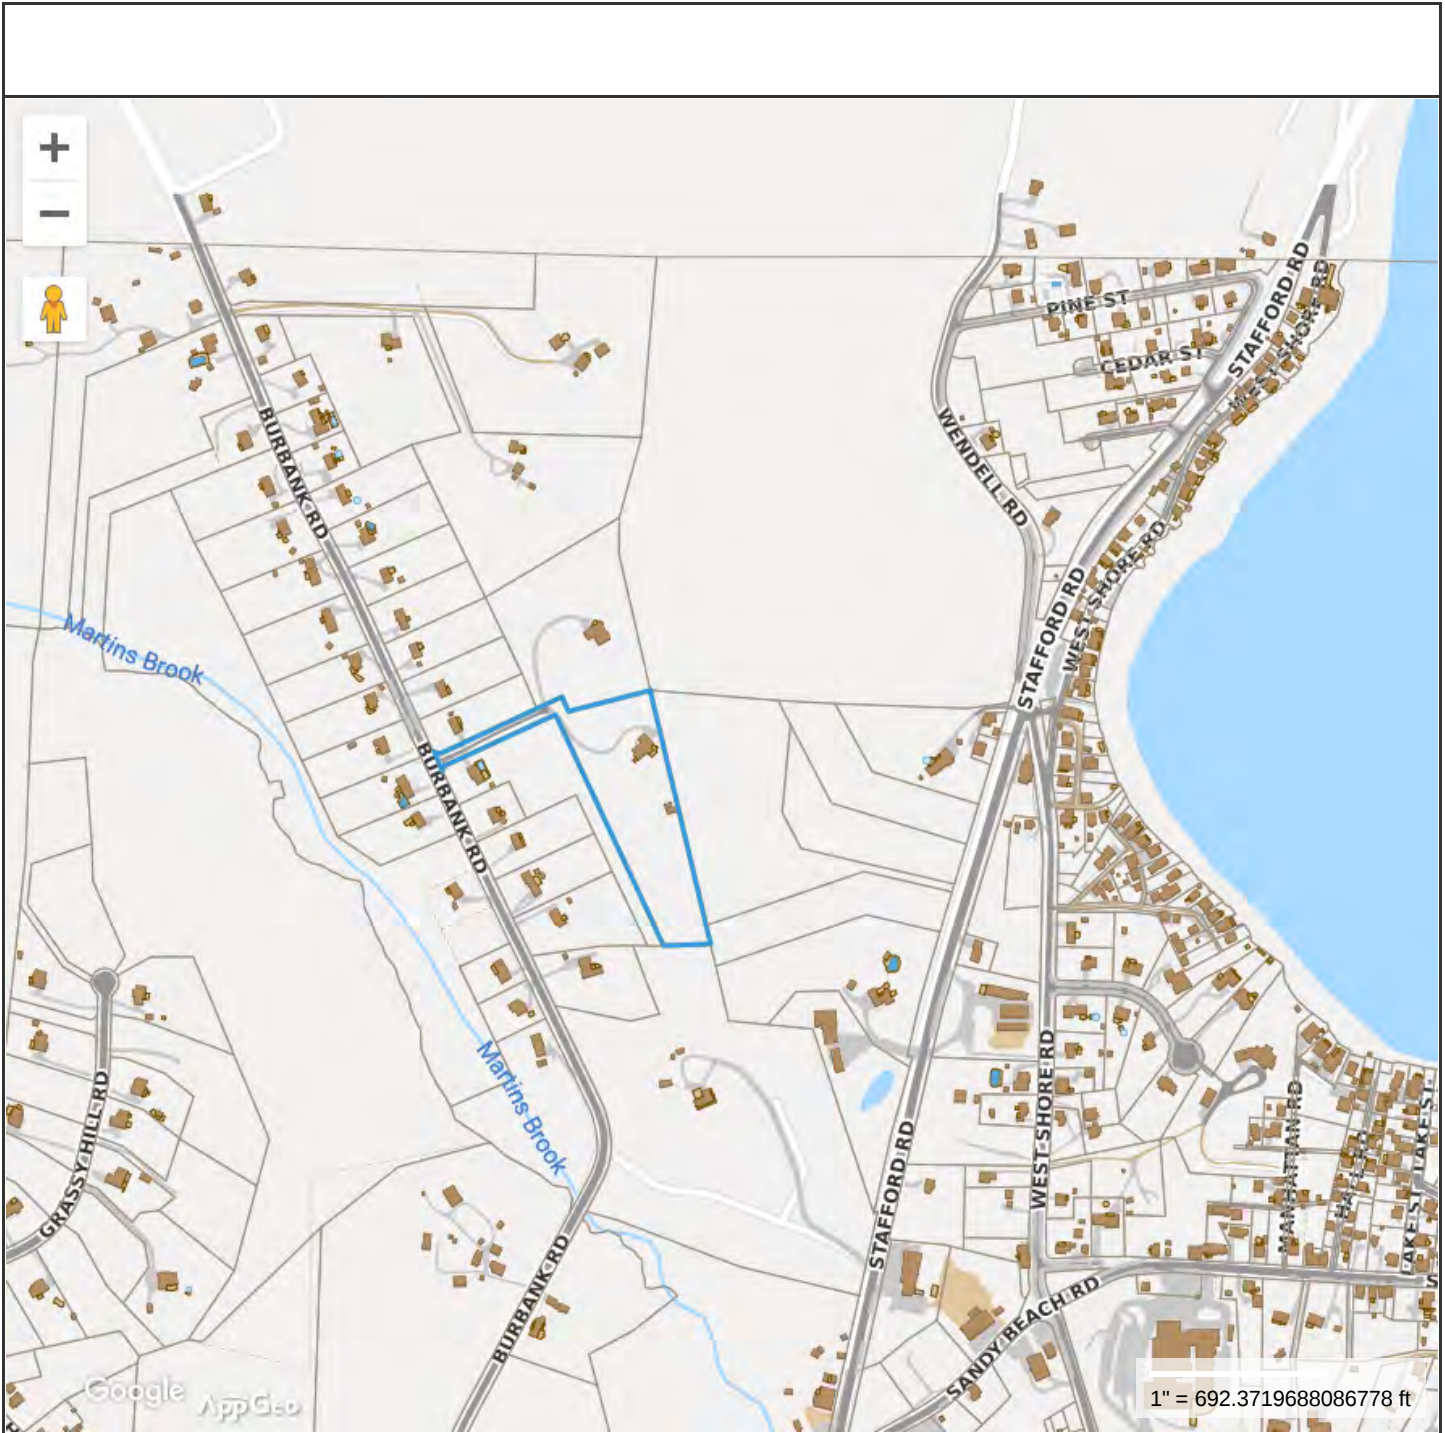 +
−
PINE ST
STAFFORD RD
WEST SHORE RD
CEDAR ST
BURBANK RD
WENDELL RD
WEST SHORE RD
STAFFORD RD
Martins Brook
BURBANK RD
Martins Brook
WEST SHORE RD
GRASSY HILL RD
STAFFORD RD
MANHATTAN RD
LAKE ST
LAKE ST
BURBANK RD
SANDY BEACH RD
S
Google
AppGeo
1" = 692.3719688086778 ft